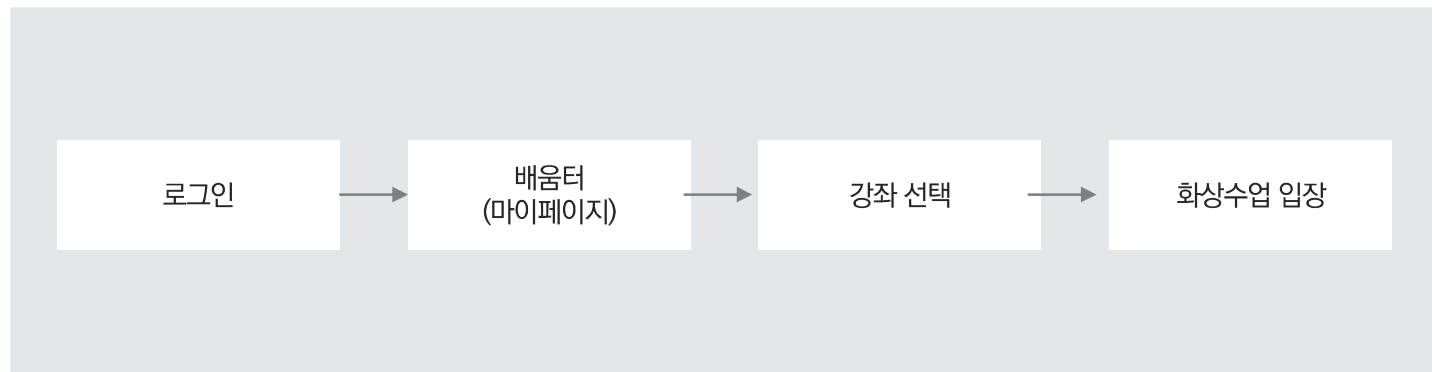 로그인
배움터
(마이페이지)
강좌 선택
화상수업 입장